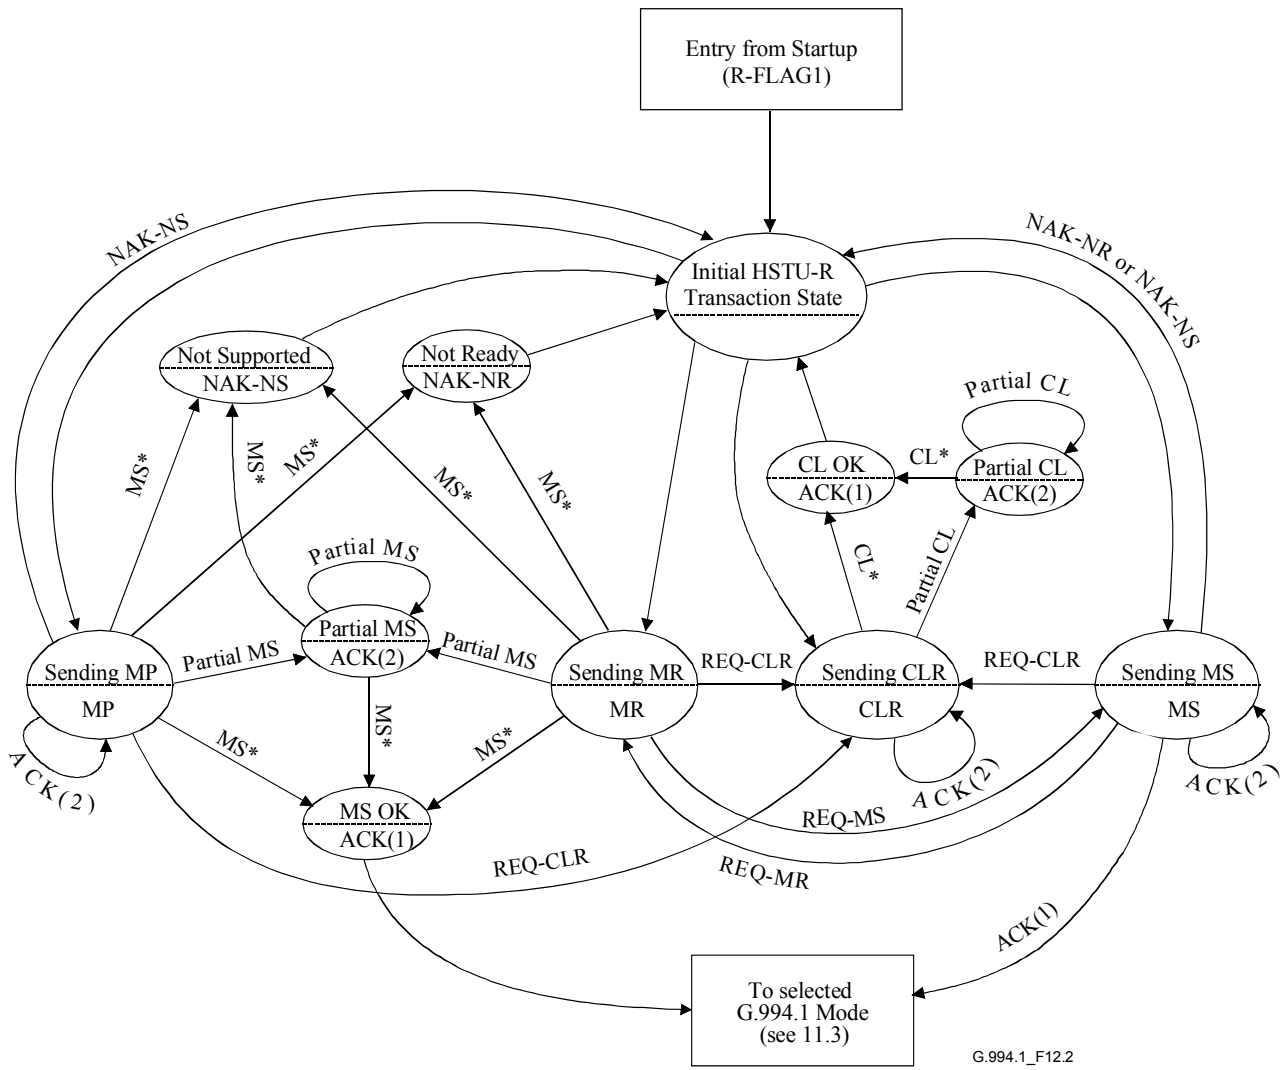 Entry from Startup
(R-FLAG1)
NAK-NS
NAK-NR or NAK-NS
Initial HSTU-R
Transaction State
Not Supported
NAK-NS
Not Ready
NAK-NR
Partial CL
MS*
MS*
MS*
MS*
MS*
CL OK
ACK(1)
CL*
Partial CL
ACK(2)
Partial MS
CL*
Partial CL
Sending MP
MP
Partial MS
Partial MS
ACK(2)
Partial MS
Sending MR
MR
REQ-CLR
Sending CLR
CLR
REQ-CLR
Sending MS
MS
ACK(2)
MS*
MS*
MS*
ACK(2)
ACK(2)
MS OK
ACK(1)
REQ-MS
REQ-CLR
REQ-MR
ACK(1)
To selected
G.994.1 Mode
(see 11.3)
G.994.1_F12.2